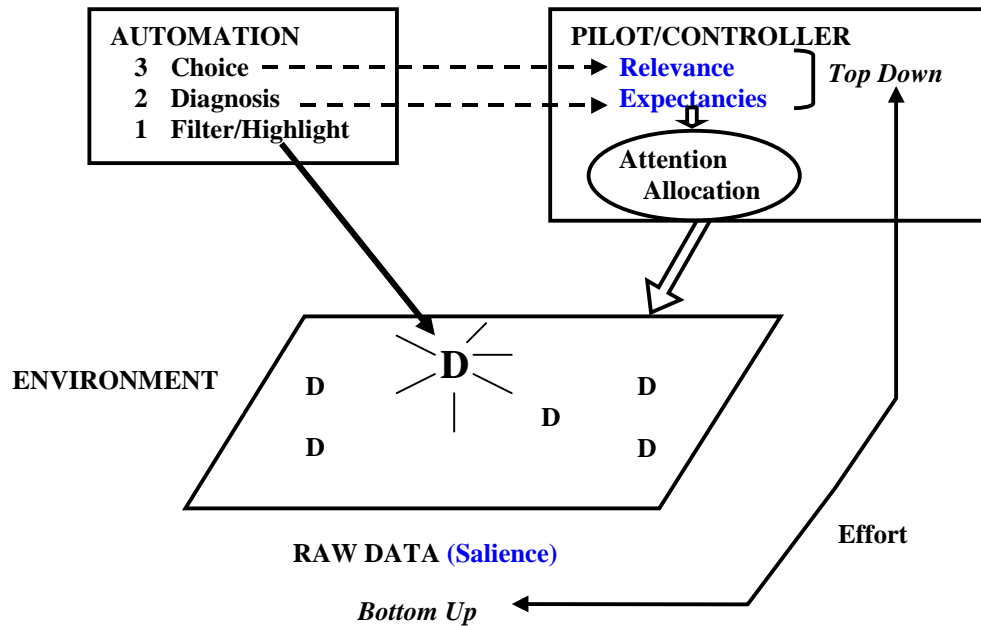 AUTOMATION
3 Choice
2 Diagnosis
1 Filter/Highlight
PILOT/CONTROLLER
Relevance
Expectancies
Top Down
Attention
Allocation
ENVIRONMENT
D
D
D
D
D
D
RAW DATA (Salience)
Effort
Bottom Up